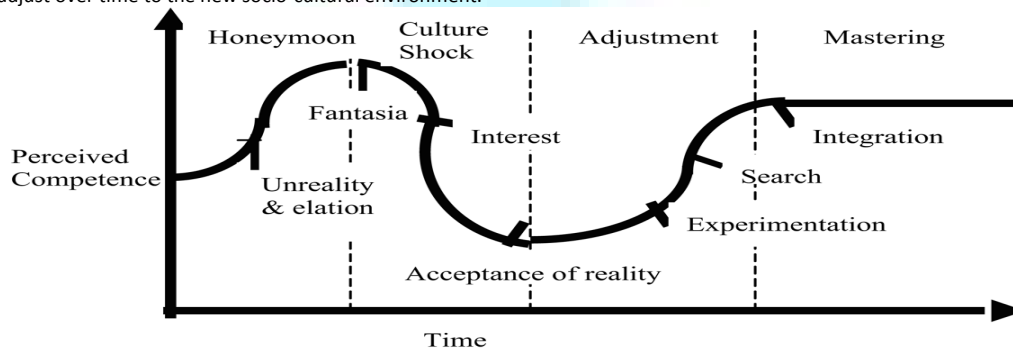 adjust over time to the new socio-cultural environment.
Honeymoon
Culture
Shock
Adjustment
Mastering
Fantasia
Interest
Integration
Perceived
Competence
Unreality
& elation
Search
Experimentation
Acceptance of reality
Time